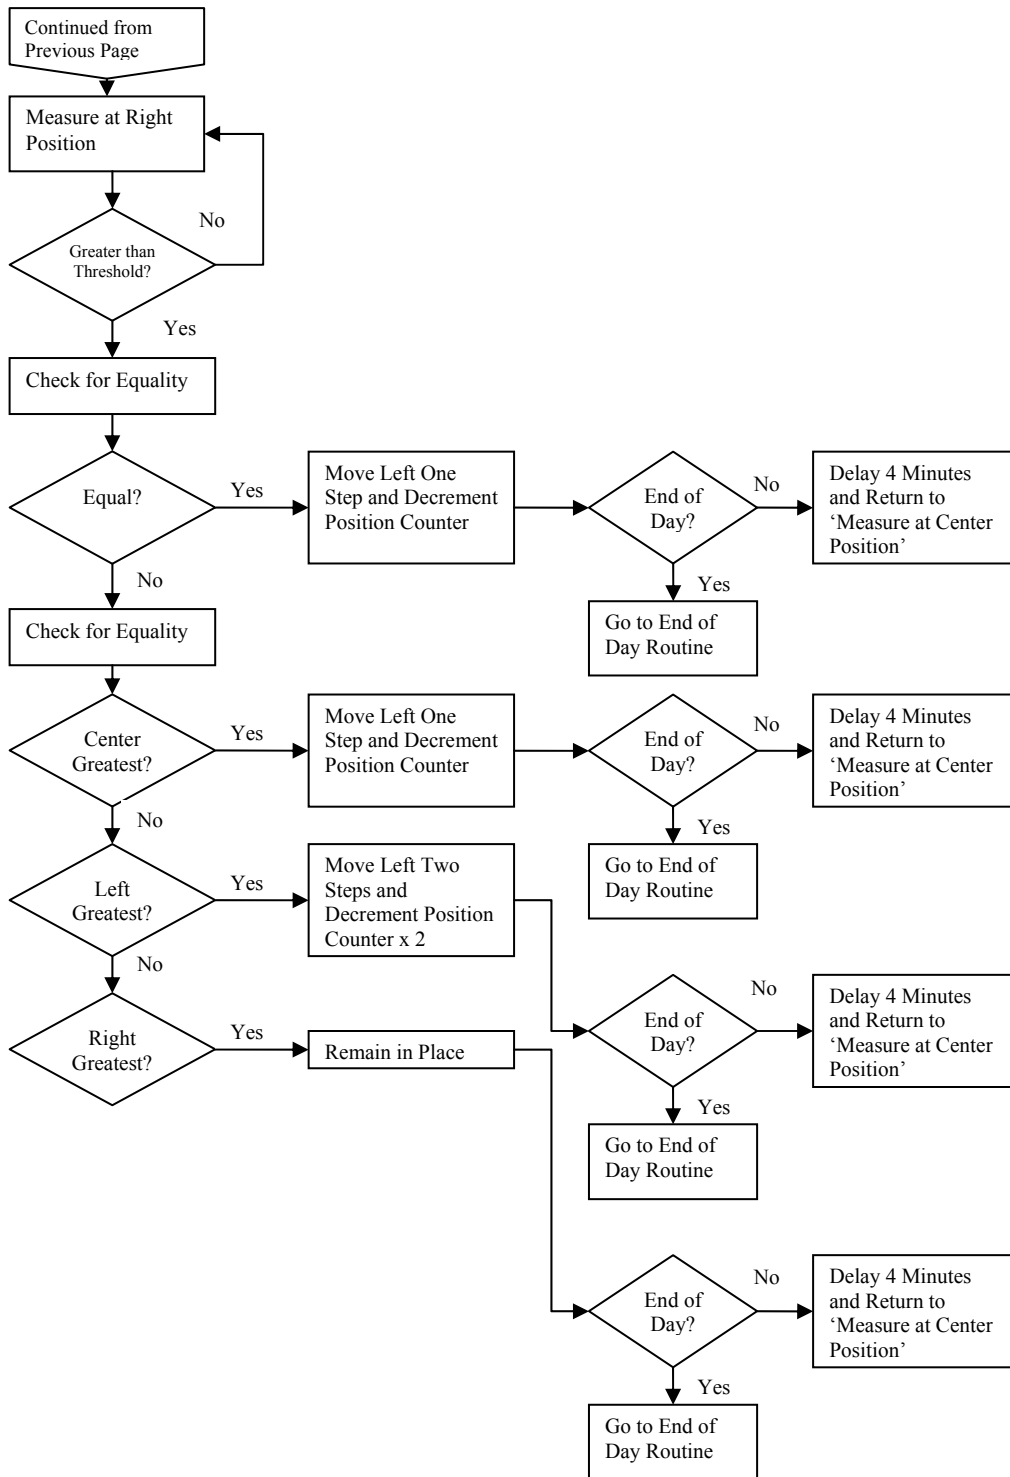 Continued from
Previous Page
Measure at Right
Position
No
Greater than
Threshold?
Yes
Check for Equality
Equal?
Yes
Move Left One
Step and Decrement
Position Counter
End of
Day?
No
Delay 4 Minutes
and Return to
‘Measure at Center
Position’
Yes
Go to End of
Day Routine
No
Check for Equality
Center
Greatest?
Yes
Move Left One
Step and Decrement
Position Counter
End of
Day?
No
Delay 4 Minutes
and Return to
‘Measure at Center
Position’
Yes
Go to End of
Day Routine
No
Left
Greatest?
Yes
Move Left Two
Steps and
Decrement Position
Counter x 2
End of
Day?
No
Delay 4 Minutes
and Return to
‘Measure at Center
Position’
Yes
Go to End of
Day Routine
No
Right
Greatest?
Yes
Remain in Place
End of
Day?
No
Delay 4 Minutes
and Return to
‘Measure at Center
Position’
Yes
Go to End of
Day Routine